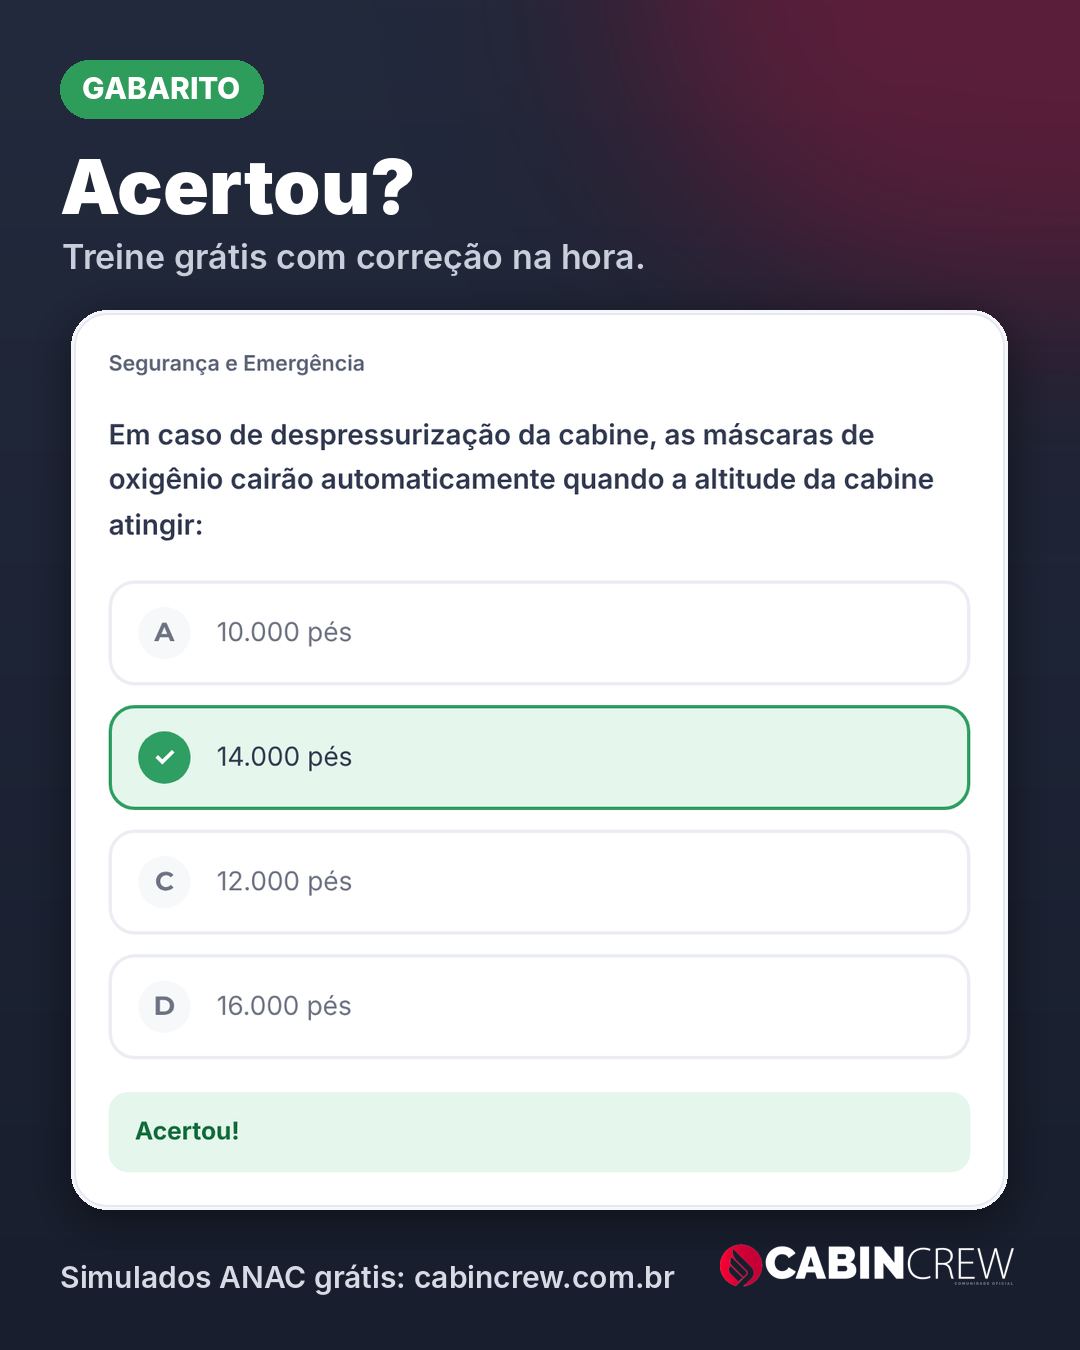 GABARITO
Acertou?
Treine grátis com correção na hora.
Segurança e Emergência
Em caso de despressurização da cabine, as máscaras de
oxigênio cairão automaticamente quando a altitude da cabine
atingir:
A 10.000 pés
14.000 pés
C 12.000 pés
D 16.000 pés
Acertou!
Simulados ANAC grátis: cabincrew.com.br
CABINCREW
COMUNIDADE OFICIAL